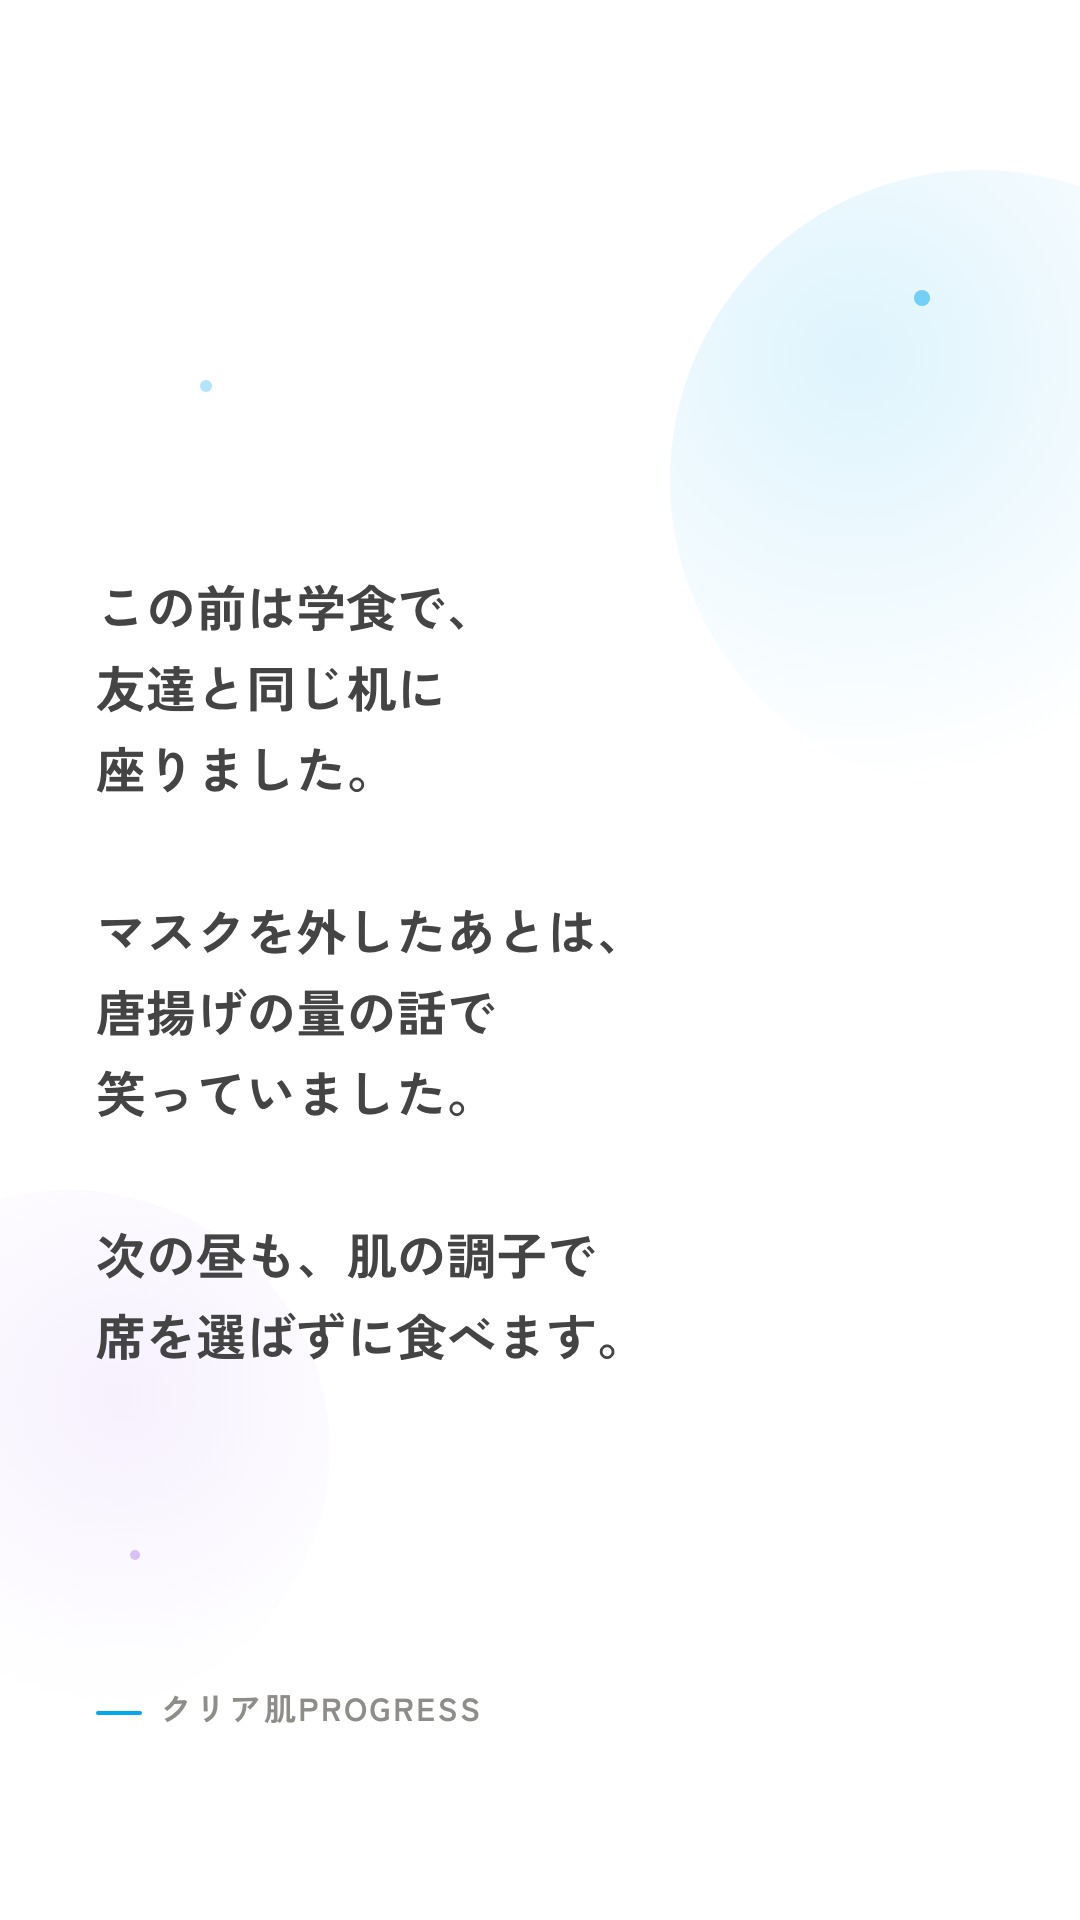 この前は学食で、
友達と同じ机に
座りました。
マスクを外したあとは、
唐揚げの量の話で
笑っていました。
次の昼も、肌の調子で
席を選ばずに食べます。
クリア肌PROGRESS